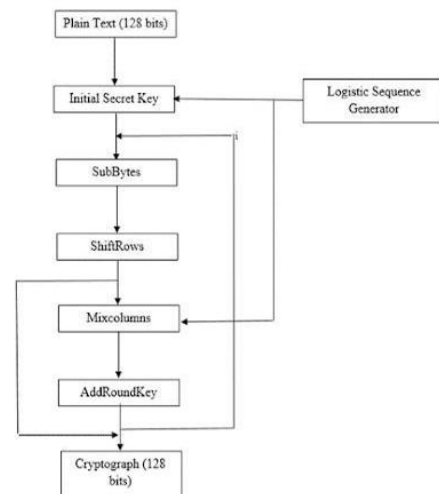 Plain Text (128 bits)
Initial Secret Key
Logistic Sequence
Generator
i
SubBytes
ShiftRows
Mixcolumns
AddRoundKey
Cryptograph (128
bits)